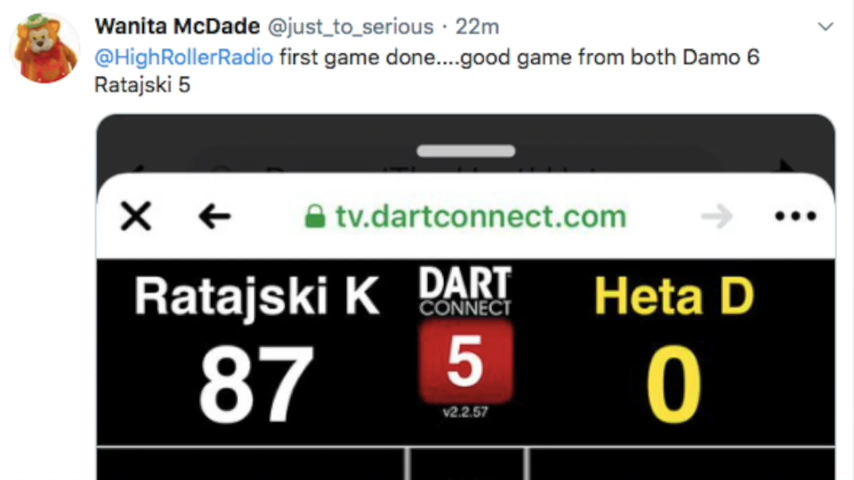 Wanita McDade @just_to_serious · 22m
@HighRollerRadio first game done....good game from both Damo 6
Ratajski 5
tv.dartconnect.com
Ratajski K
DART
CONNECT
Heta D
87
5
0
v2.2.57